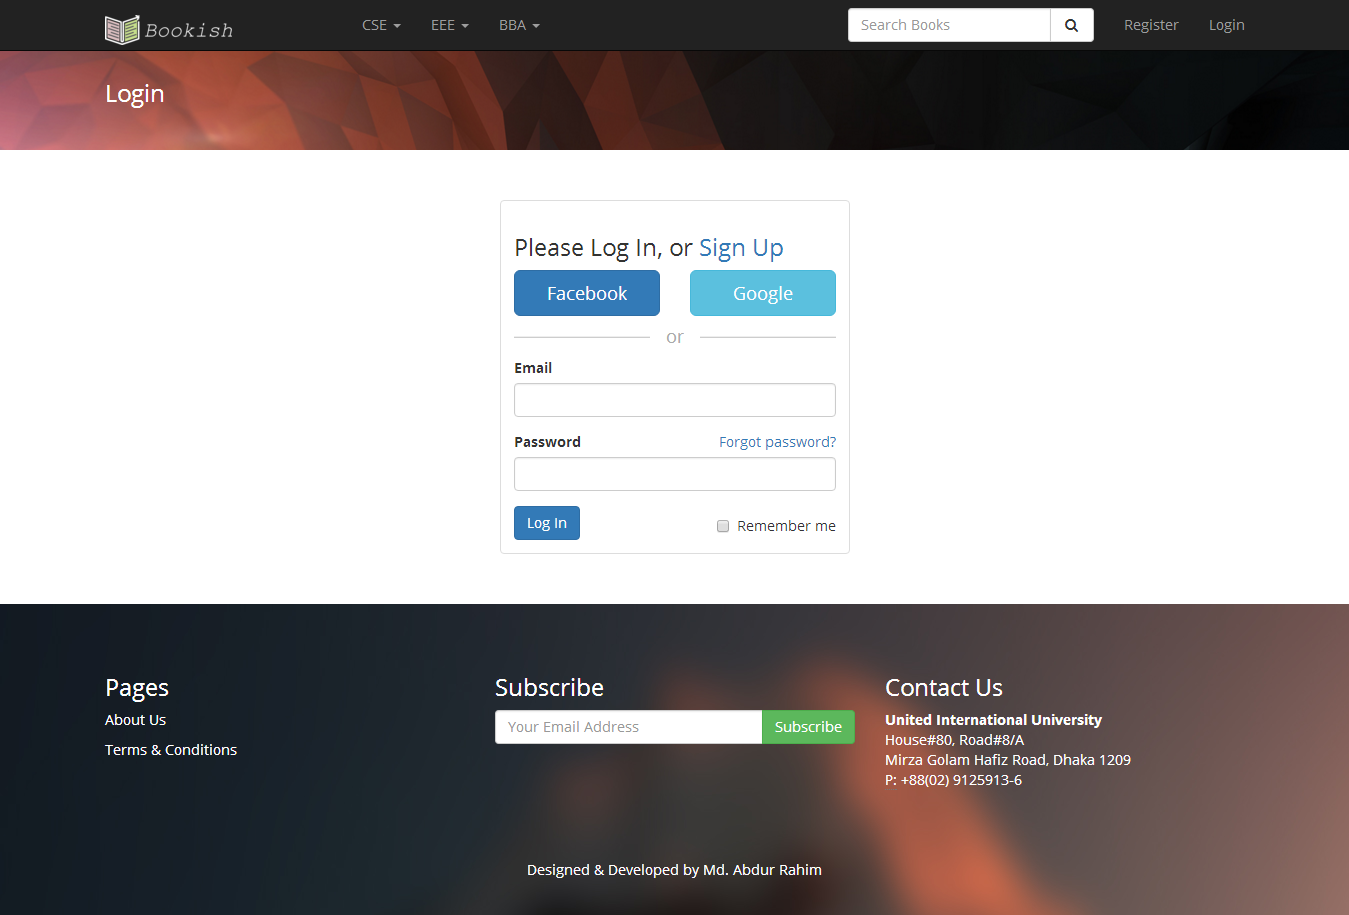 Bookish
CSE
EEE
BBA
Search Books
Register
Login
Login
Please Log In, or Sign Up
Facebook
Google
or
Email
Password
Forgot password?
Log In
Remember me
Pages
About Us
Terms & Conditions
Subscribe
Your Email Address
Subscribe
Contact Us
United International University
House#80, Road#8/A
Mirza Golam Hafiz Road, Dhaka 1209
P: +88(02) 9125913-6
Designed & Developed by Md. Abdur Rahim